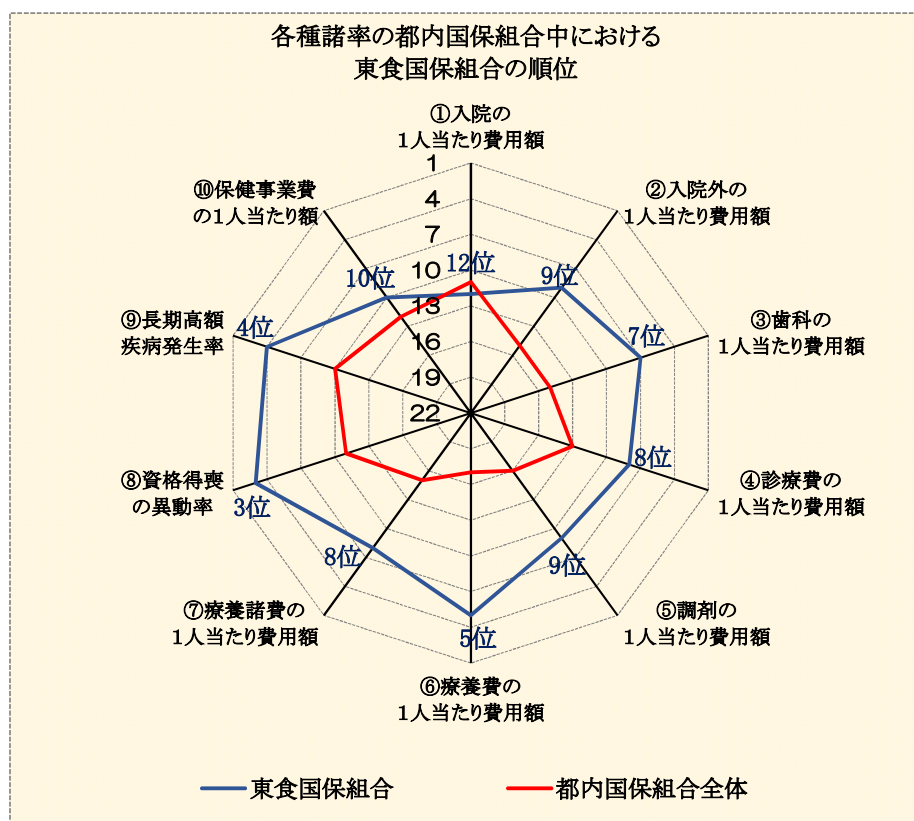 各種諸率の都内国保組合中における
東食国保組合の順位
①入院の
１人当たり費用額
②入院外の
１人当たり費用額
③歯科の
１人当たり費用額
④診療費の
１人当たり費用額
⑤調剤の
１人当たり費用額
⑥療養費の
１人当たり費用額
⑦療養諸費の
１人当たり費用額
⑧資格得喪
の異動率
⑨長期高額
疾病発生率
⑩保健事業費
の１人当たり額
1
4
7
10
13
16
19
22
12位
9位
7位
8位
9位
5位
8位
3位
4位
10位
東食国保組合
都内国保組合全体